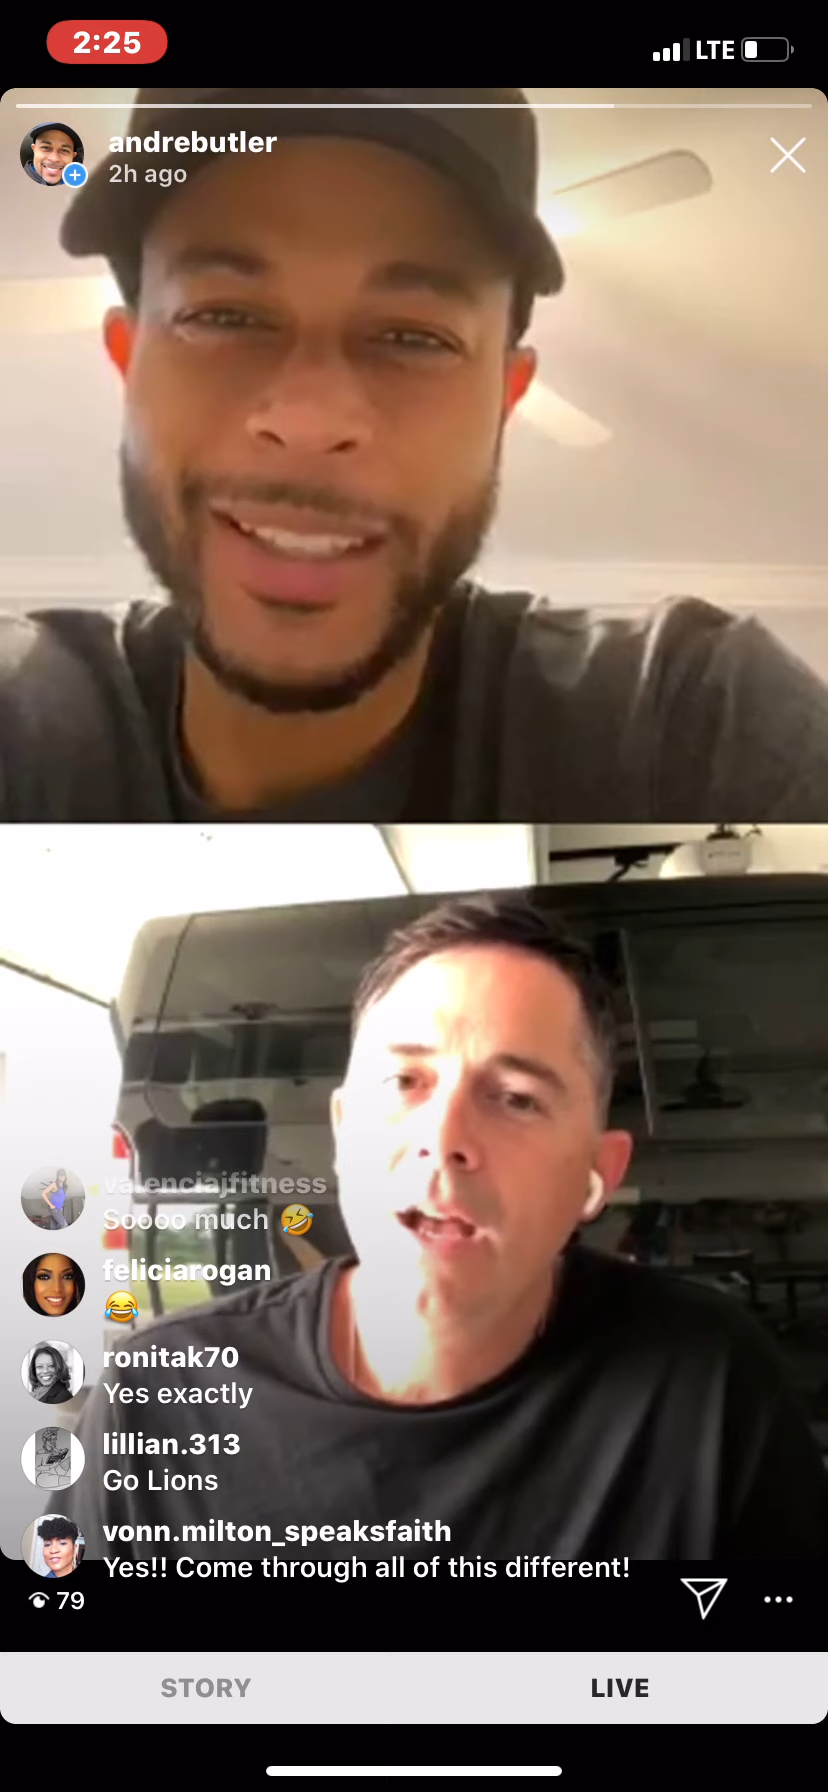 2:25
LTE
andrebutler
2h ago
valenciajfitness
Soooo much 🤣
feliciarogan
😂
ronitak70
Yes exactly
lillian.313
Go Lions
vonn.milton_speaksfaith
Yes!! Come through all of this different!
79
STORY
LIVE